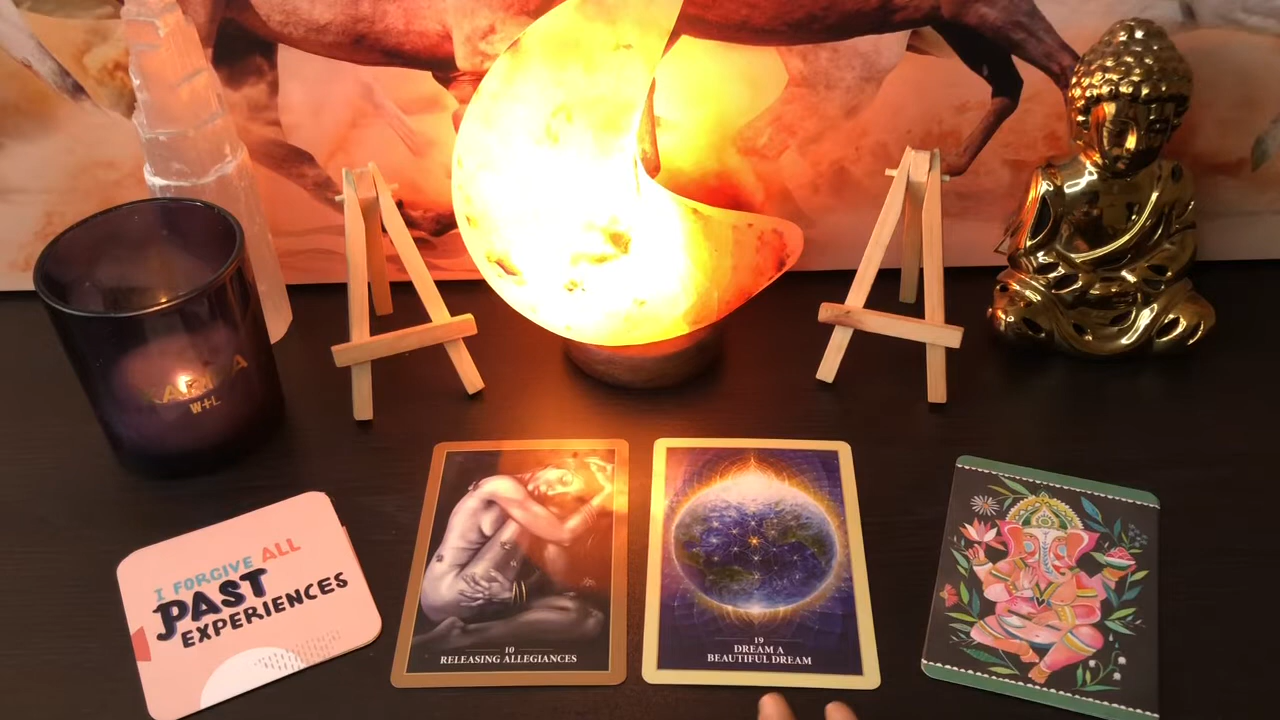 KARMA
W+L
I FORGIVE ALL
PAST
EXPERIENCES
10
RELEASING ALLEGIANCES
19
DREAM A
BEAUTIFUL DREAM